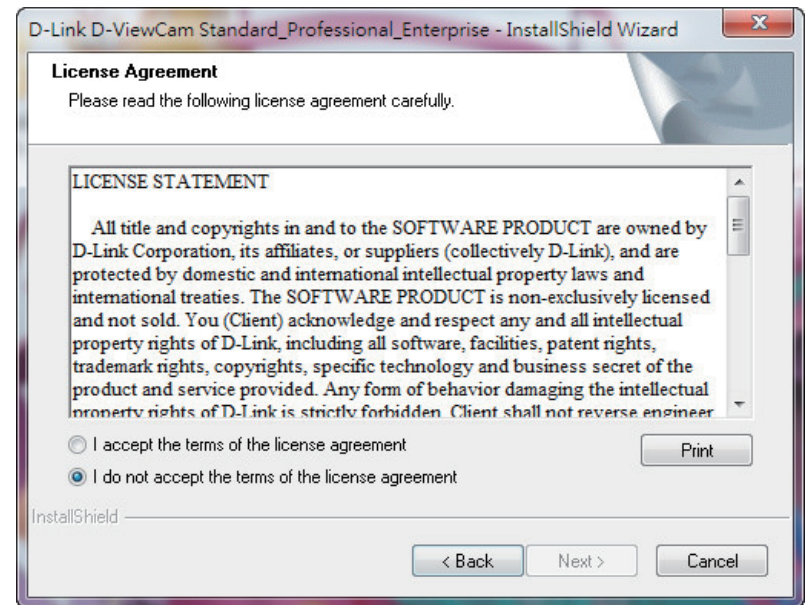 D-Link D-ViewCam Standard_Professional_Enterprise - InstallShield Wizard
License Agreement
Please read the following license agreement carefully.
LICENSE STATEMENT
All title and copyrights in and to the SOFTWARE PRODUCT are owned by
D-Link Corporation, its affiliates, or suppliers (collectively D-Link), and are
protected by domestic and international intellectual property laws and
international treaties. The SOFTWARE PRODUCT is non-exclusively licensed
and not sold. You (Client) acknowledge and respect any and all intellectual
property rights of D-Link, including all software, facilities, patent rights,
trademark rights, copyrights, specific technology and business secret of the
product and service provided. Any form of behavior damaging the intellectual
property rights of D-Link is strictly forbidden. Client shall not reverse engineer
I accept the terms of the license agreement
Print
I do not accept the terms of the license agreement
InstallShield
< Back
Next >
Cancel